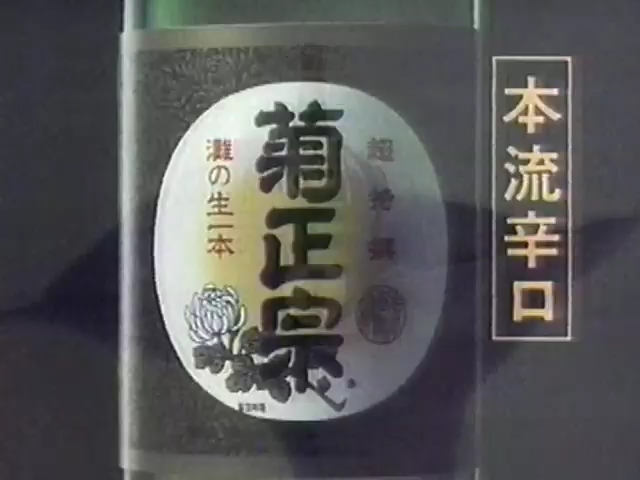 本流辛口
超特撰
菊正宗
灘の生一本